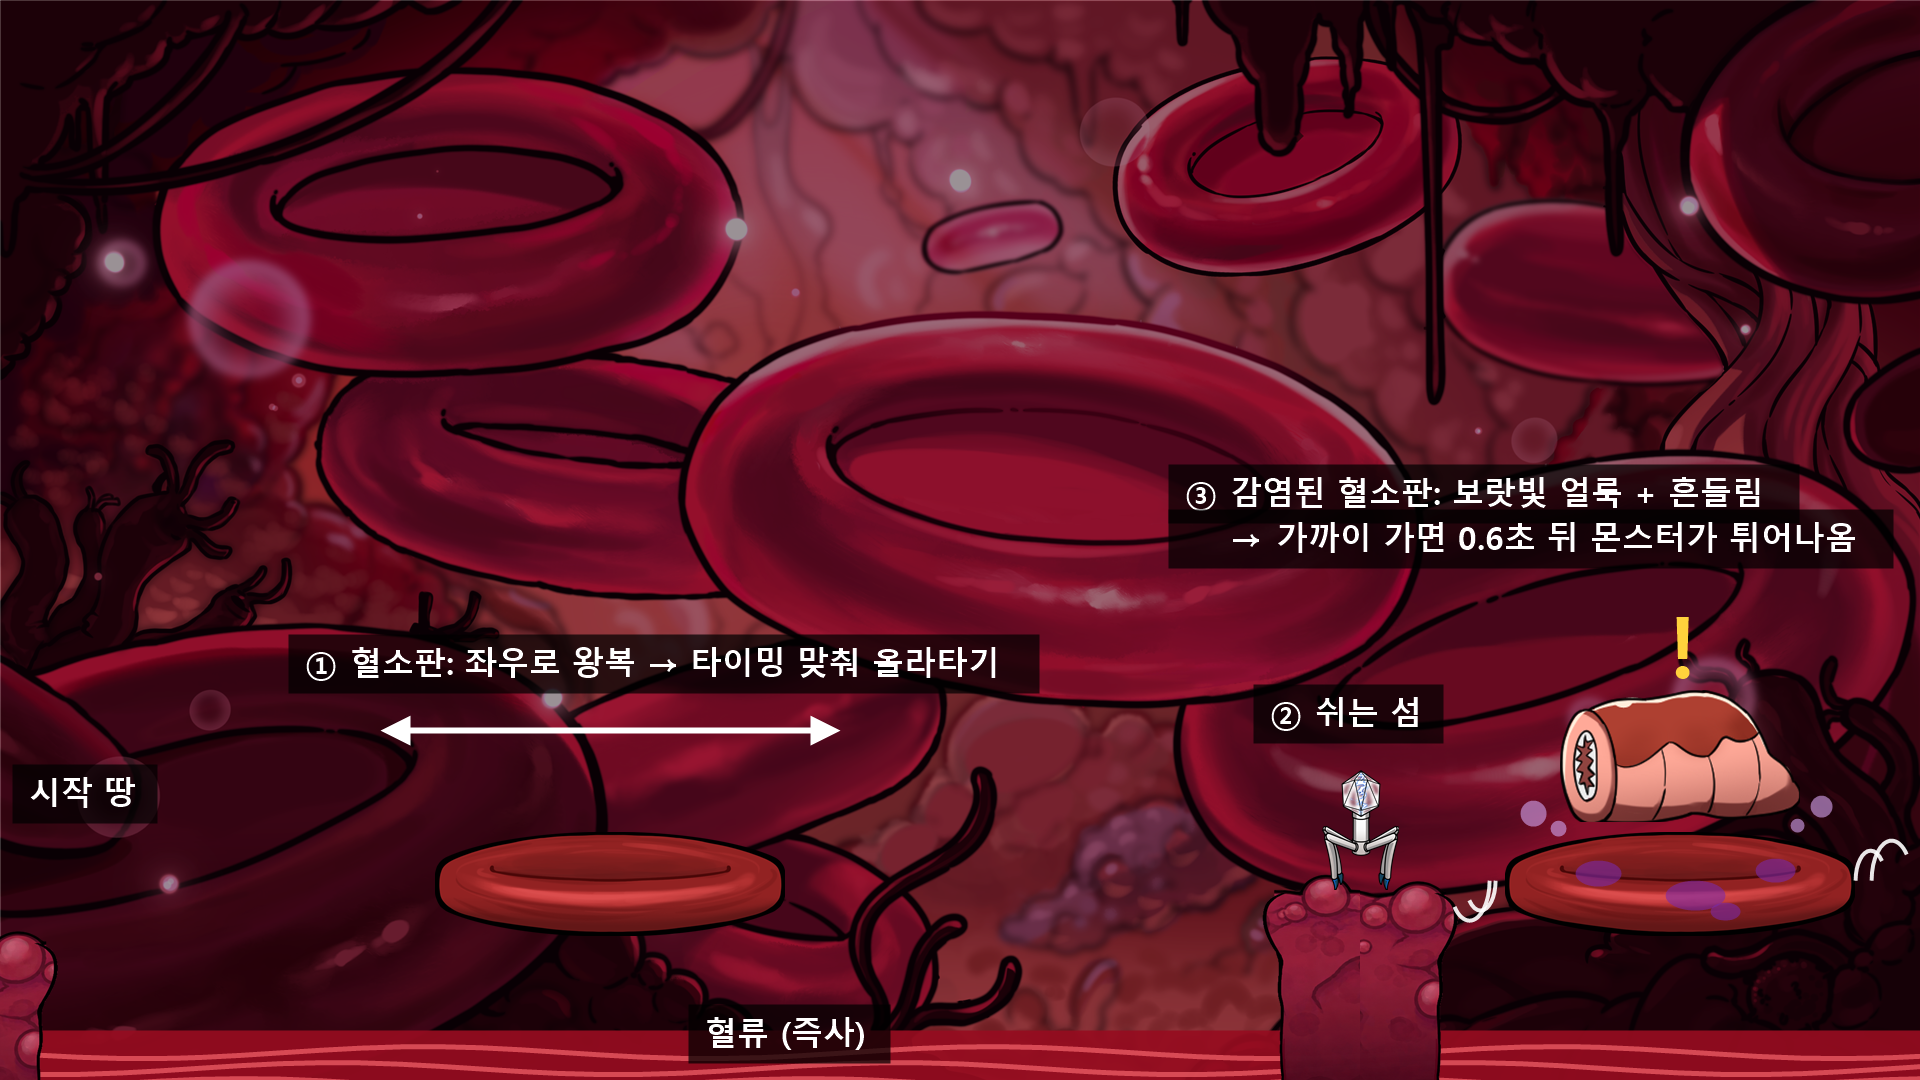 ③ 감염된 혈소판: 보랏빛 얼룩 + 흔들림
→ 가까이 가면 0.6초 뒤 몬스터가 튀어나옴
!
① 혈소판: 좌우로 왕복 → 타이밍 맞춰 올라타기
② 쉬는 섬
시작 땅
혈류 (즉사)